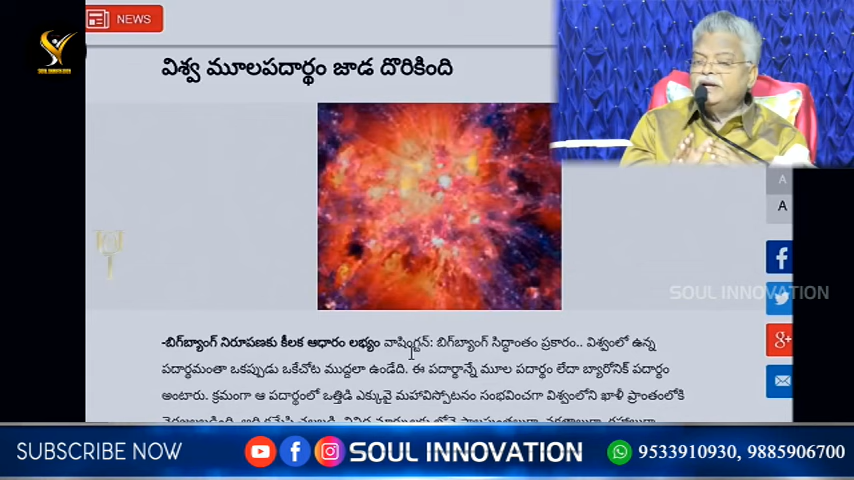 NEWS
విశ్వ మూలపదార్థం జాడ దొరికింది
A
A
SOUL INNOVATION
-బిగ్‌బ్యాంగ్ నిరూపణకు కీలక ఆధారం లభ్యం వాషింగ్టన్: బిగ్‌బ్యాంగ్ సిద్ధాంతం ప్రకారం.. విశ్వంలో ఉన్న
పదార్థమంతా ఒకప్పుడు ఒకేచోట ముద్దలా ఉండేది. ఈ పదార్థాన్నే మూల పదార్థం లేదా బ్యారోనిక్ పదార్థం
అంటారు. క్రమంగా ఆ పదార్థంలో ఒత్తిడి ఎక్కువై మహావిస్ఫోటనం సంభవించగా విశ్వంలోని ఖాళీ ప్రాంతంలోకి
SUBSCRIBE NOW
SOUL INNOVATION
9533910930, 9885906700